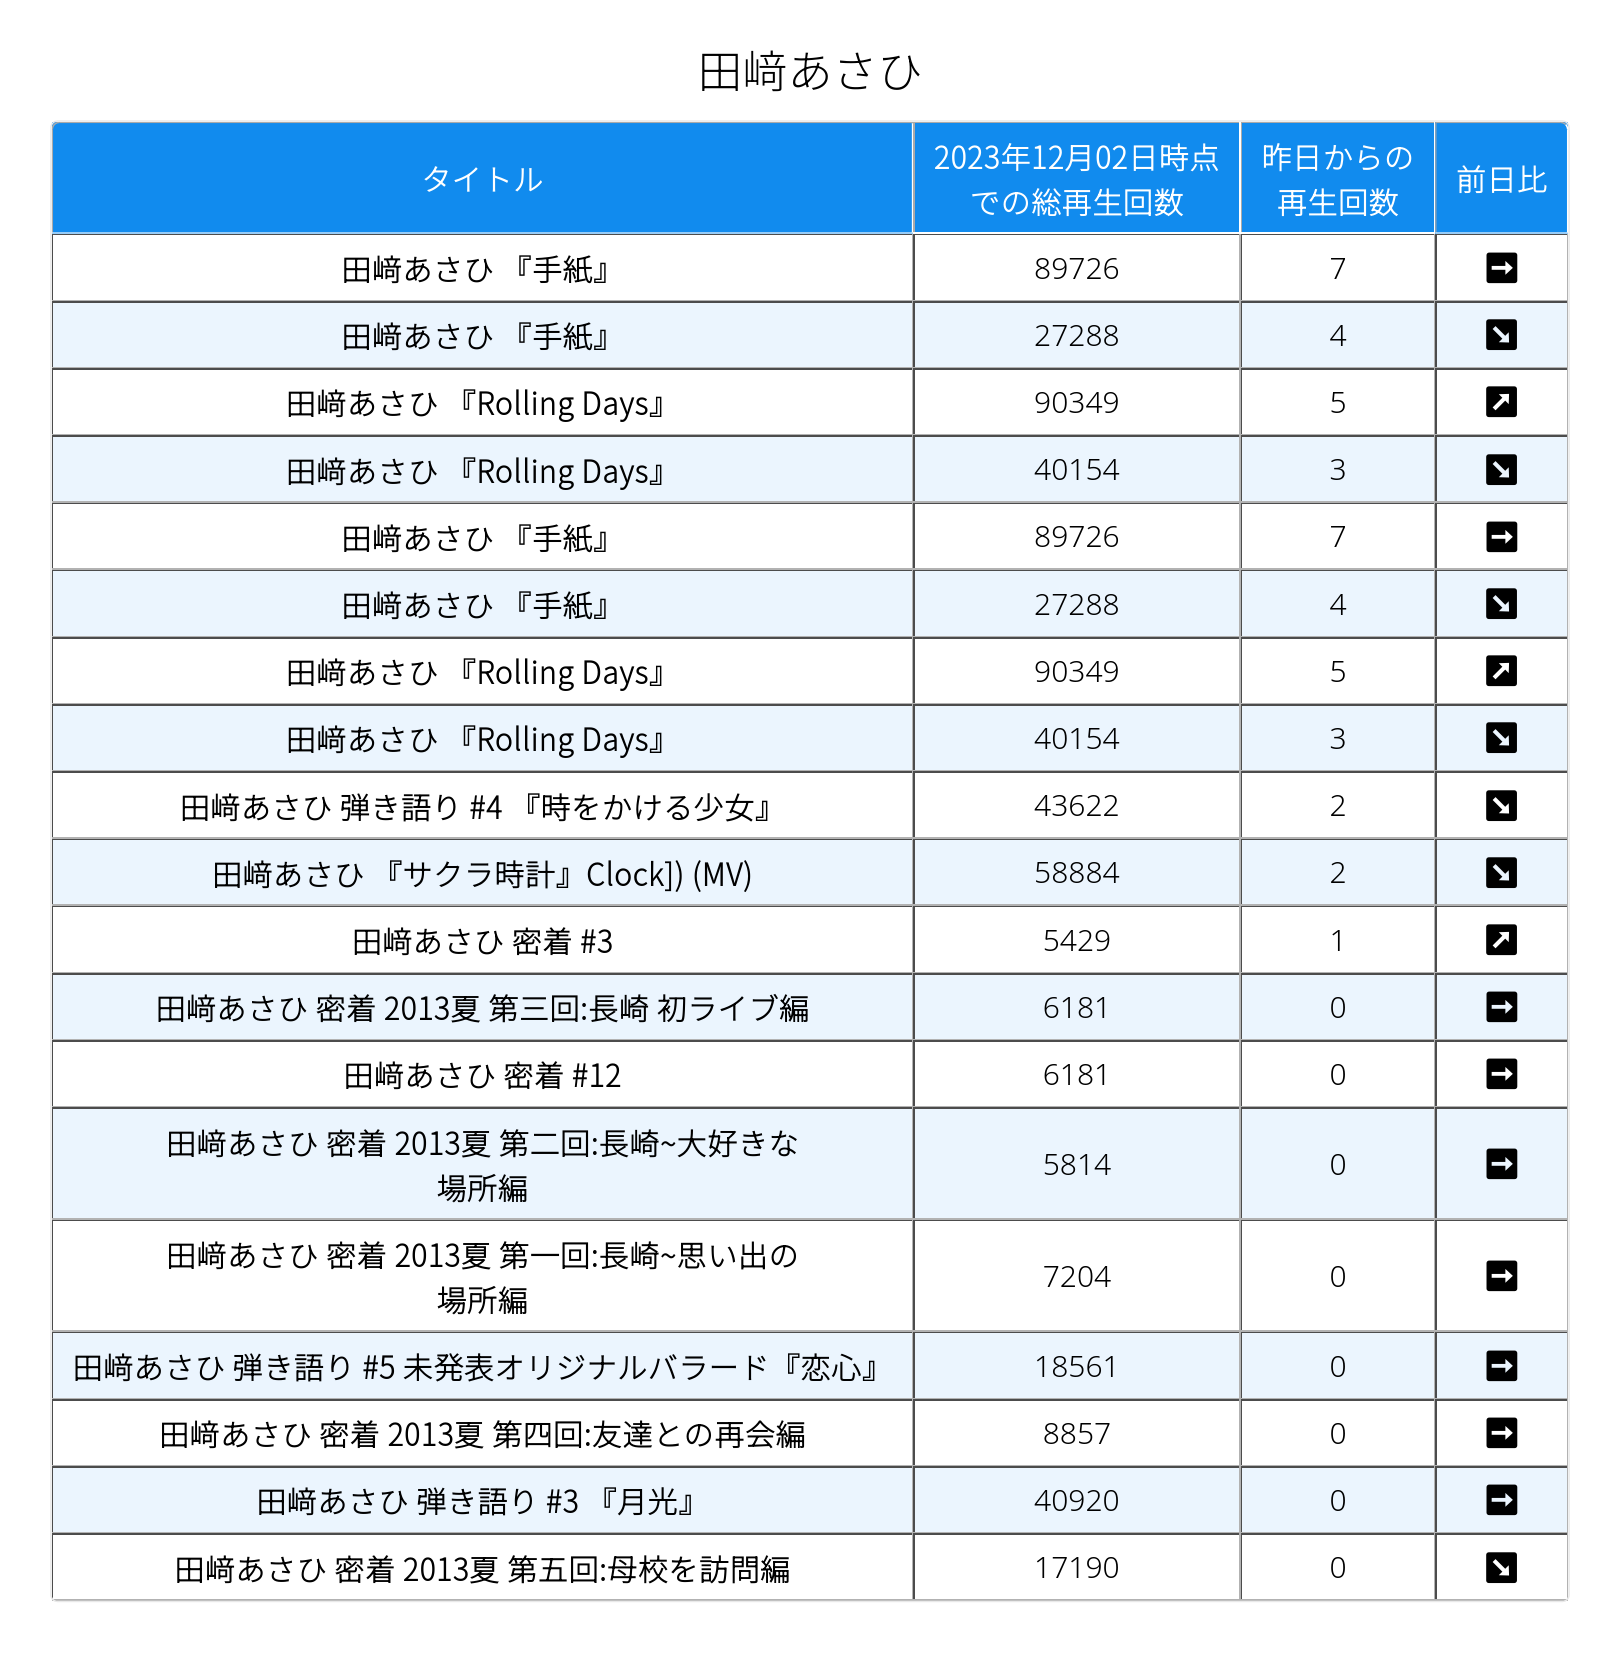 田﨑あさひ
タイトル 2023年12月02日時点 での総再生回数 昨日からの 再生回数 前日比
田﨑あさひ 『手紙』 89726 7 ➡
田﨑あさひ 『手紙』 27288 4 ↘
田﨑あさひ 『Rolling Days』 90349 5 ↗
田﨑あさひ 『Rolling Days』 40154 3 ↘
田﨑あさひ 『手紙』 89726 7 ➡
田﨑あさひ 『手紙』 27288 4 ↘
田﨑あさひ 『Rolling Days』 90349 5 ↗
田﨑あさひ 『Rolling Days』 40154 3 ↘
田﨑あさひ 弾き語り #4 『時をかける少女』 43622 2 ↘
田﨑あさひ 『サクラ時計』Clock]) (MV) 58884 2 ↘
田﨑あさひ 密着 #3 5429 1 ↗
田﨑あさひ 密着 2013夏 第三回:長崎 初ライブ編 6181 0 ➡
田﨑あさひ 密着 #12 6181 0 ➡
田﨑あさひ 密着 2013夏 第二回:長崎~大好きな
場所編 5814 0 ➡
田﨑あさひ 密着 2013夏 第一回:長崎~思い出の
場所編 7204 0 ➡
田﨑あさひ 弾き語り #5 未発表オリジナルバラード『恋心』 18561 0 ➡
田﨑あさひ 密着 2013夏 第四回:友達との再会編 8857 0 ➡
田﨑あさひ 弾き語り #3 『月光』 40920 0 ➡
田﨑あさひ 密着 2013夏 第五回:母校を訪問編 17190 0 ↘